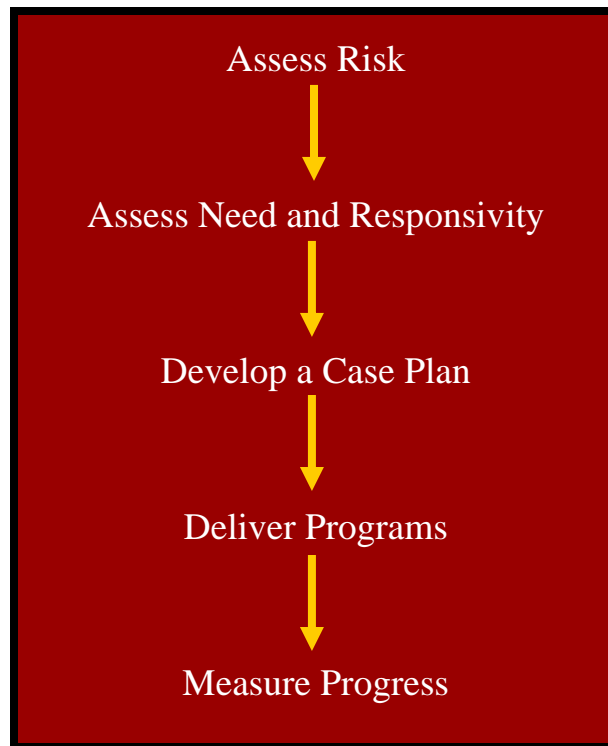 Assess Risk
Assess Need and Responsivity
Develop a Case Plan
Deliver Programs
Measure Progress